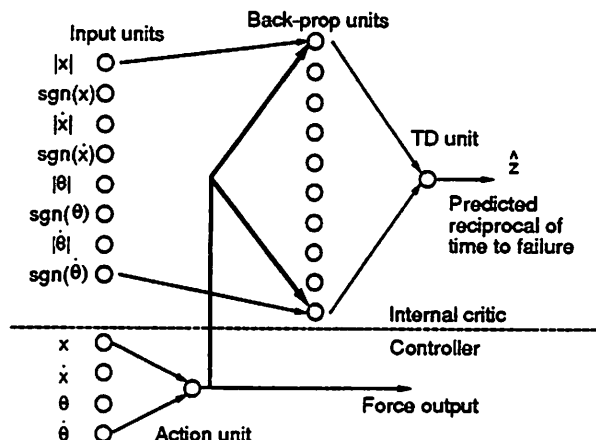 Back-prop units
Input units
|x|
sgn(x)
|ẋ|
sgn(ẋ)
|θ|
sgn(θ)
|θ̇|
sgn(θ̇)
TD unit
ẑ
Predicted
reciprocal of
time to failure
Internal critic
Controller
x
ẋ
θ
θ̇
Action unit
Force output